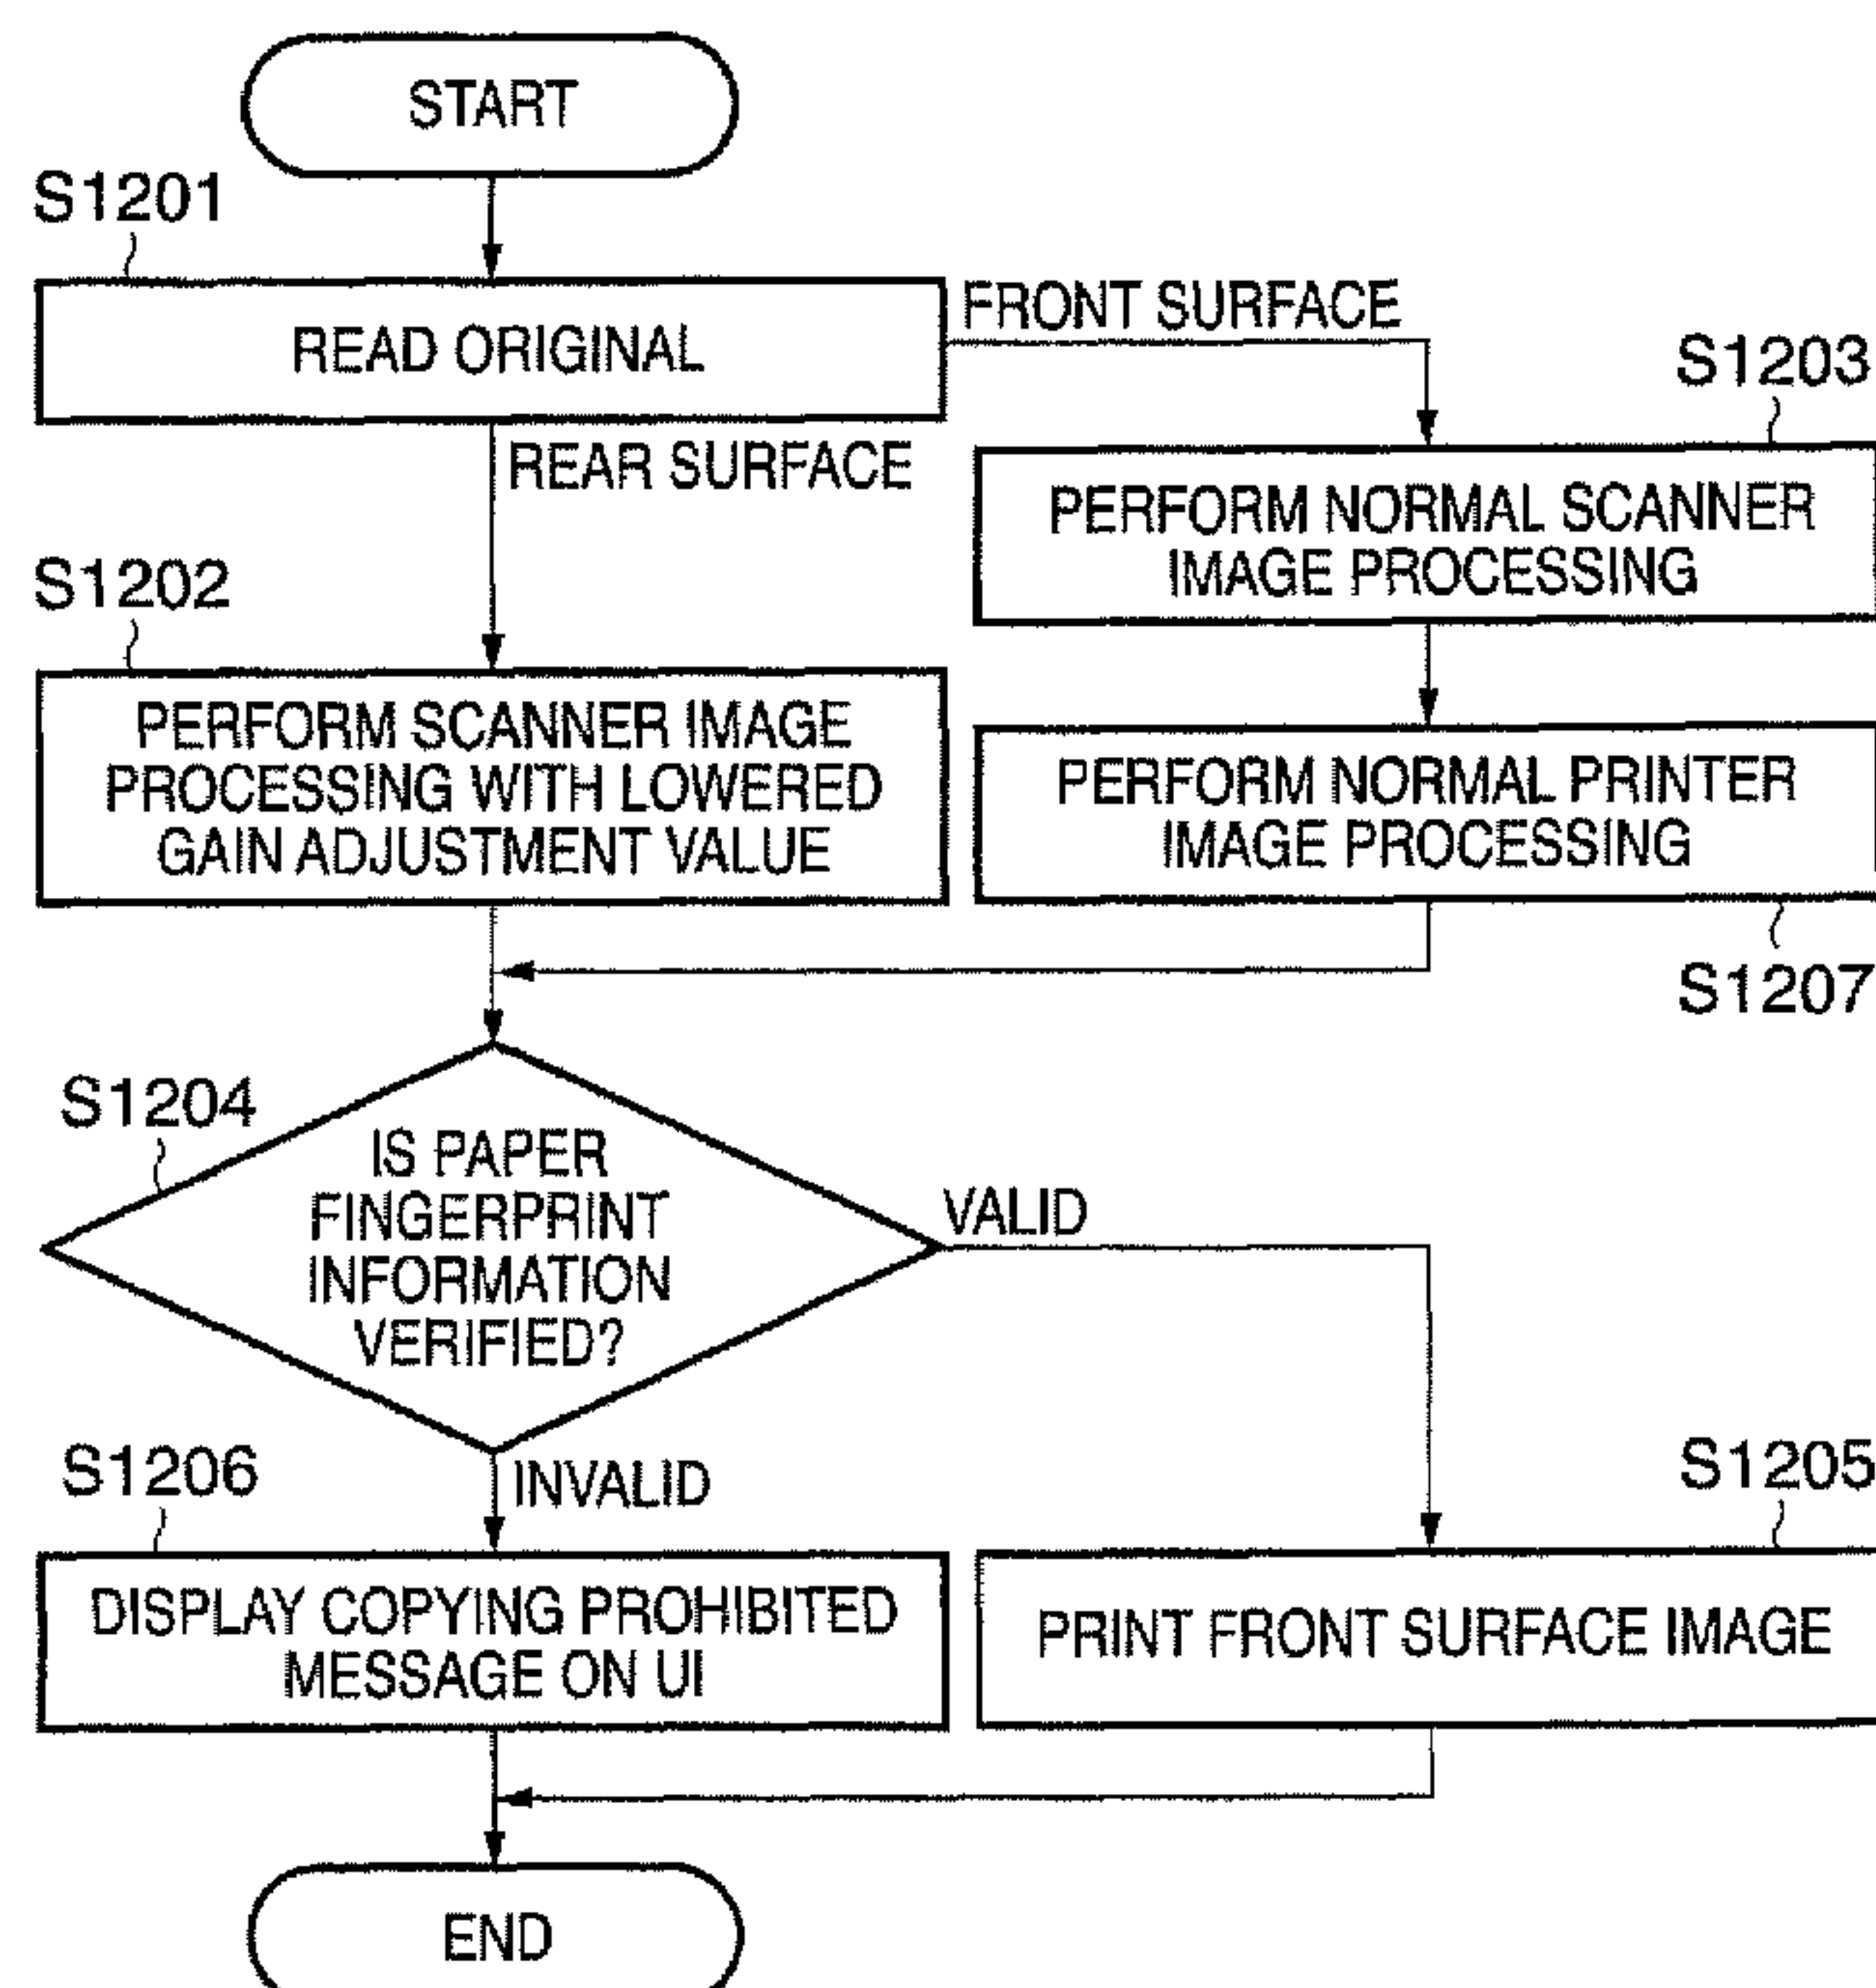 START
S1201
READ ORIGINAL
FRONT SURFACE
S1203
REAR SURFACE
PERFORM NORMAL SCANNER
IMAGE PROCESSING
S1202
PERFORM SCANNER IMAGE
PROCESSING WITH LOWERED
GAIN ADJUSTMENT VALUE
PERFORM NORMAL PRINTER
IMAGE PROCESSING
S1207
S1204
IS PAPER
FINGERPRINT
INFORMATION
VERIFIED?
VALID
S1206
INVALID
S1205
DISPLAY COPYING PROHIBITED
MESSAGE ON UI
PRINT FRONT SURFACE IMAGE
END